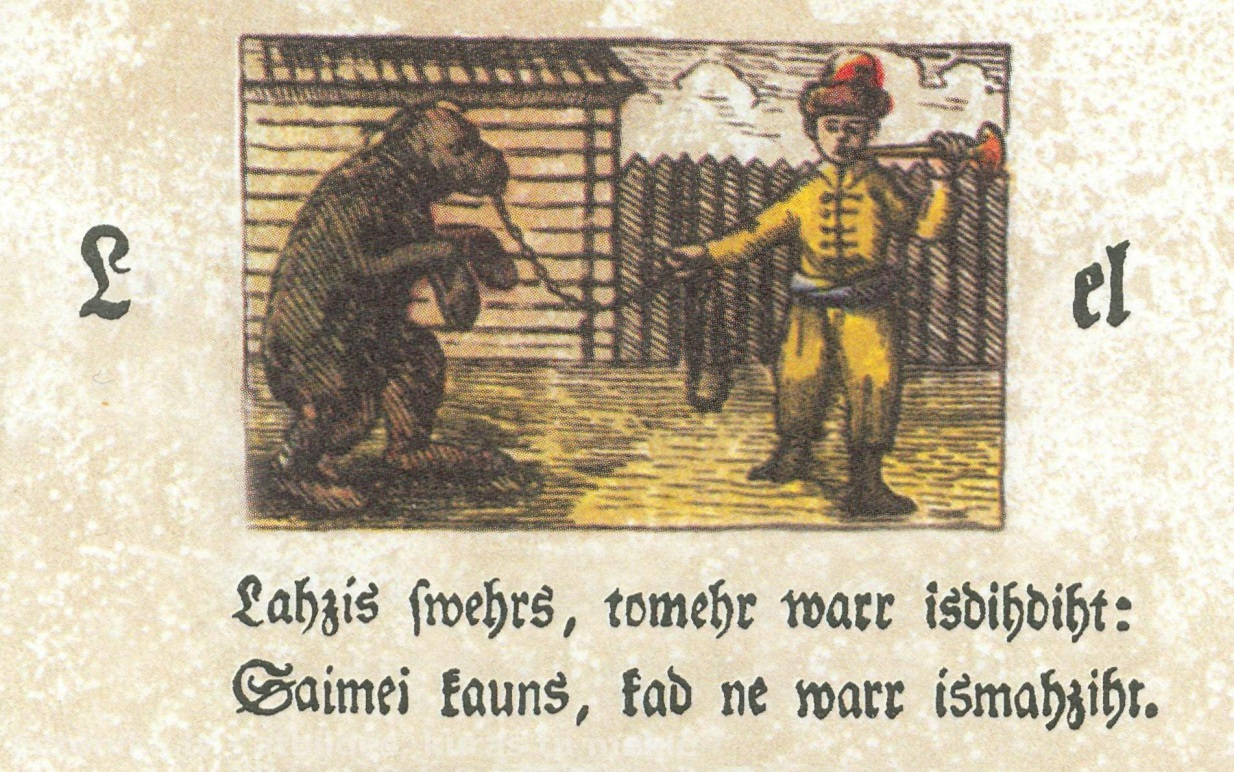 L el
Lahzis ſwehrs, tomehr warr isdihdiht:
Saimei kauns, kad ne warr ismahziht.